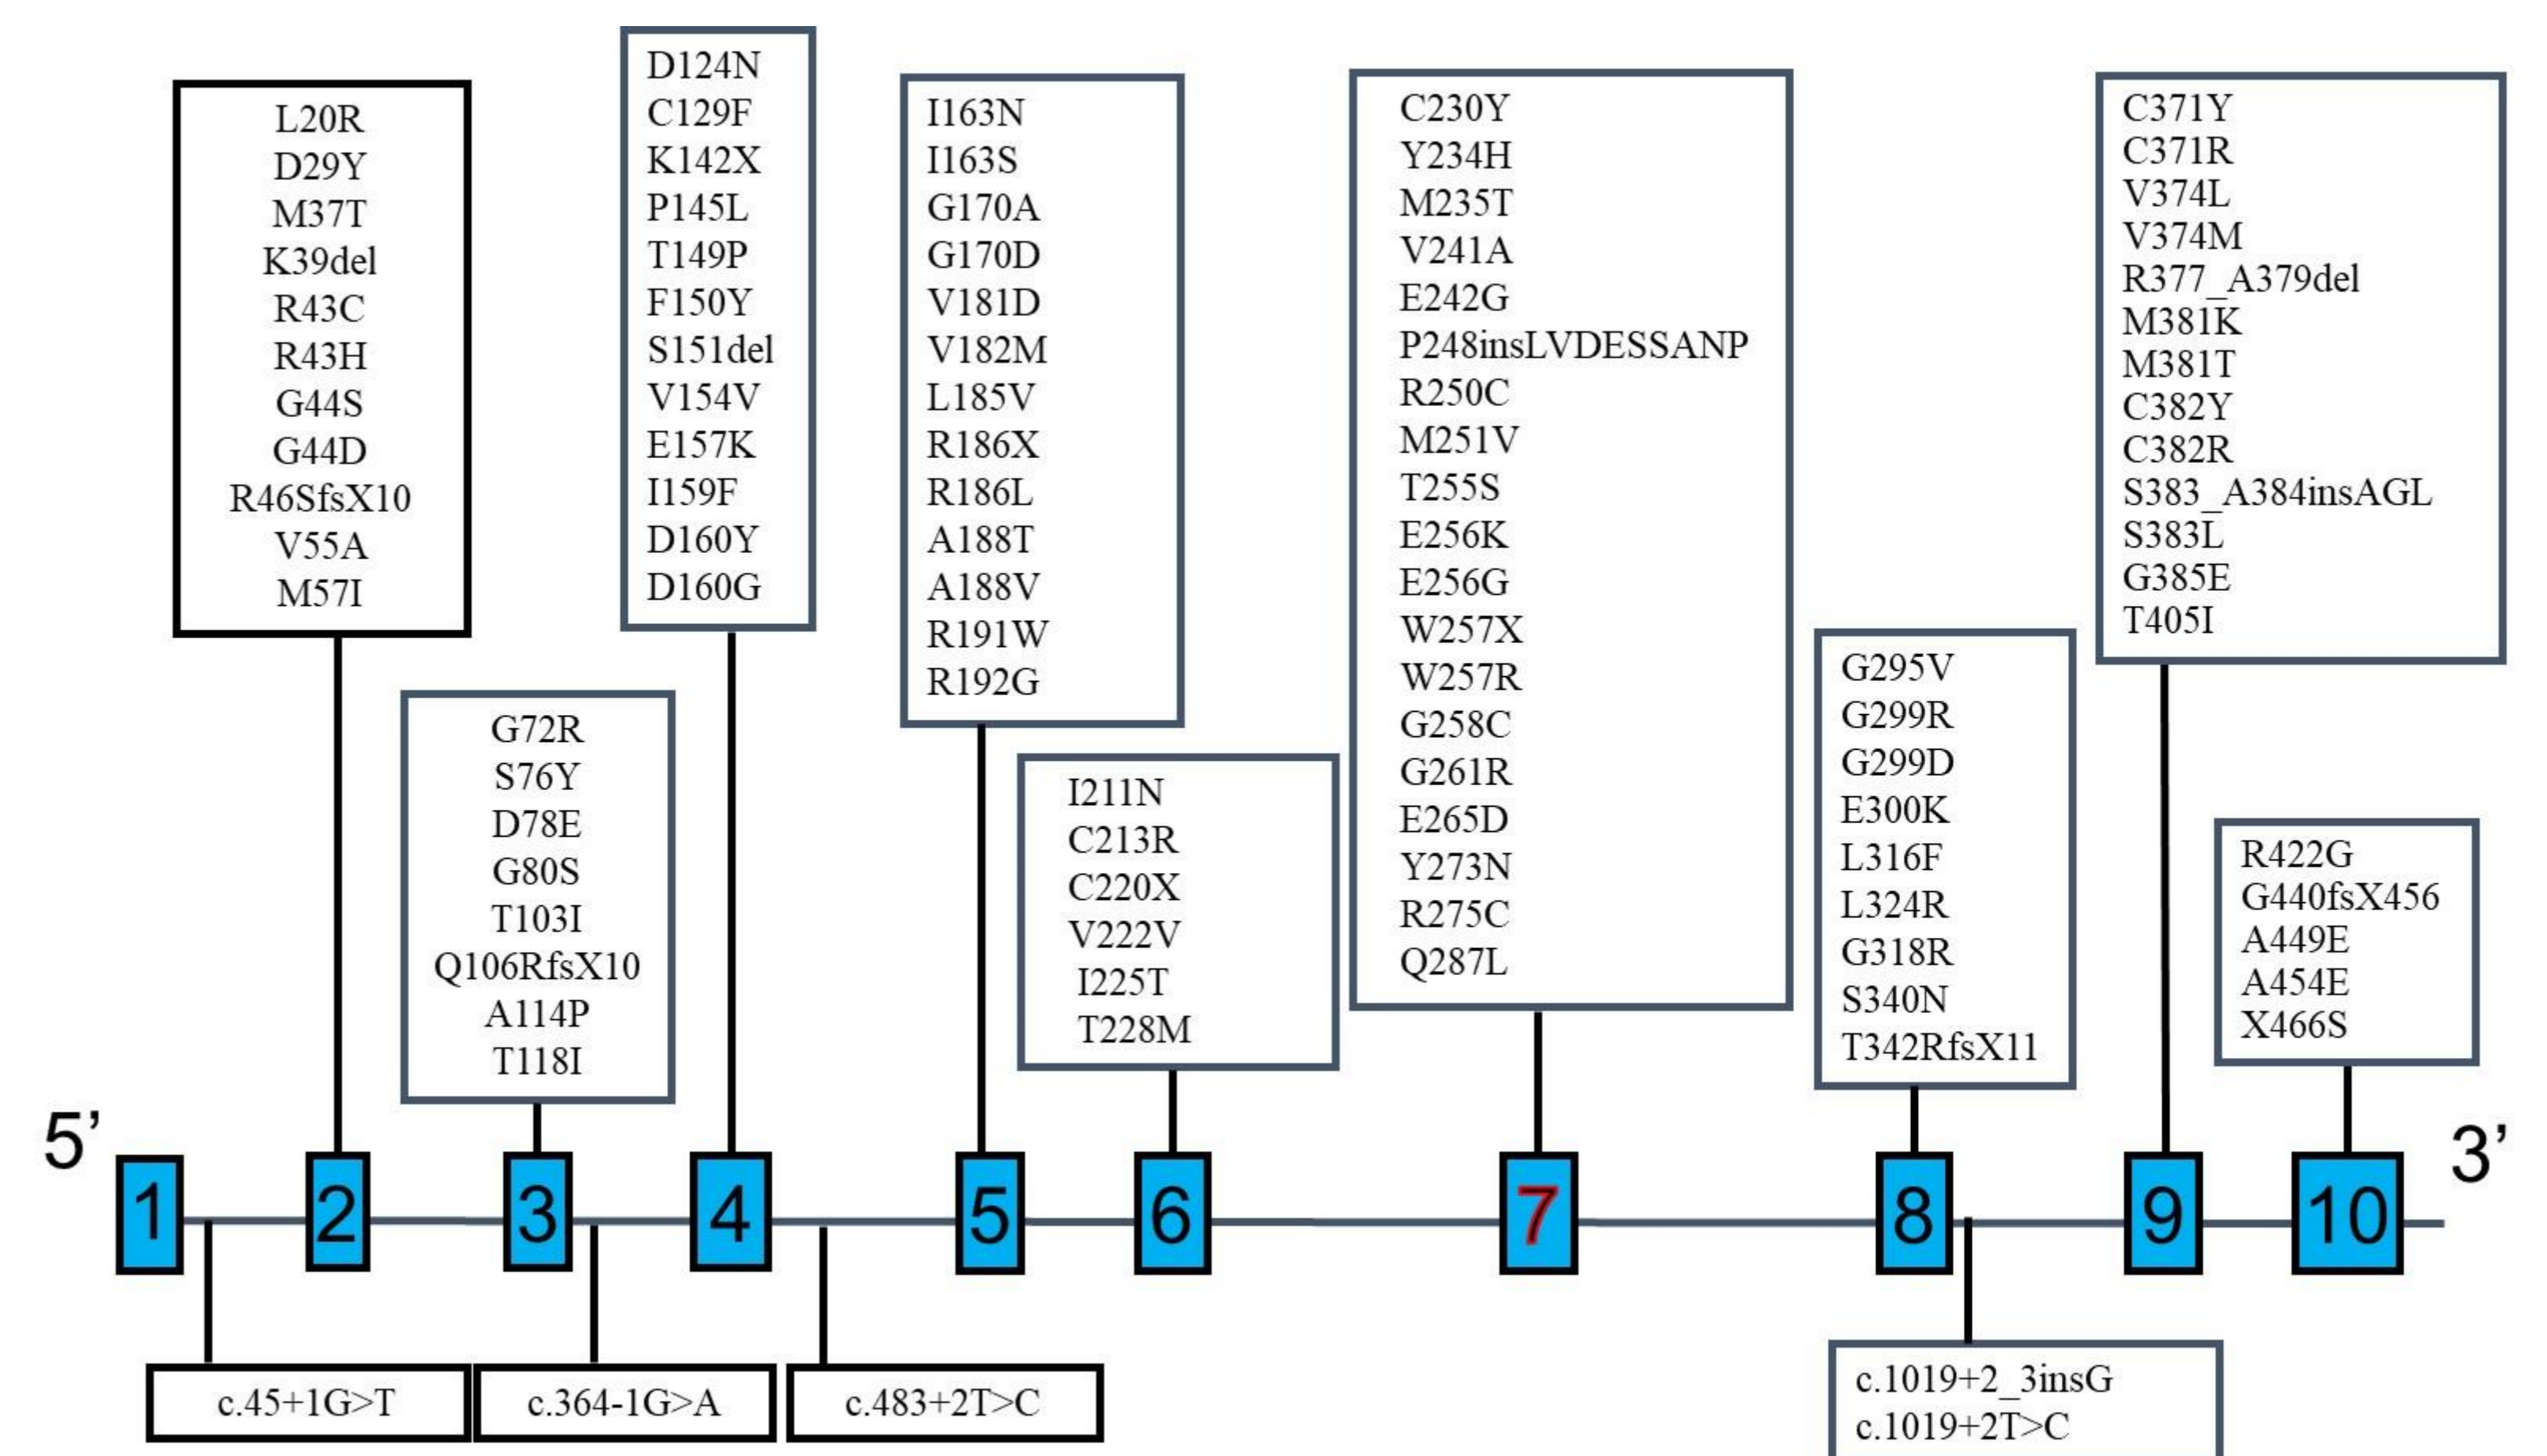 L20R
D29Y
M37T
K39del
R43C
R43H
G44S
G44D
R46SfsX10
V55A
M57I
G72R
S76Y
D78E
G80S
T103I
Q106RfsX10
A114P
T118I
D124N
C129F
K142X
P145L
T149P
F150Y
S151del
V154V
E157K
I159F
D160Y
D160G
I163N
I163S
G170A
G170D
V181D
V182M
L185V
R186X
R186L
A188T
A188V
R191W
R192G
I211N
C213R
C220X
V222V
I225T
T228M
C230Y
Y234H
M235T
V241A
E242G
P248insLVDESSANP
R250C
M251V
T255S
E256K
E256G
W257X
W257R
G258C
G261R
E265D
Y273N
R275C
Q287L
G295V
G299R
G299D
E300K
L316F
L324R
G318R
S340N
T342RfsX11
C371Y
C371R
V374L
V374M
R377_A379del
M381K
M381T
C382Y
C382R
S383_A384insAGL
S383L
G385E
T405I
R422G
G440fsX456
A449E
A454E
X466S
5’
1
2
3
4
5
6
7
8
9
10
3’
c.45+1G>T
c.364-1G>A
c.483+2T>C
c.1019+2_3insG
c.1019+2T>C